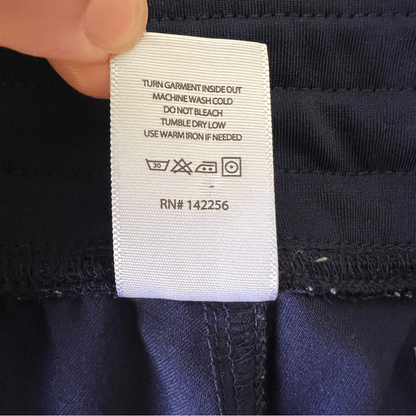 TURN GARMENT INSIDE OUT
MACHINE WASH COLD
DO NOT BLEACH
TUMBLE DRY LOW
USE WARM IRON IF NEEDED
30
RN# 142256